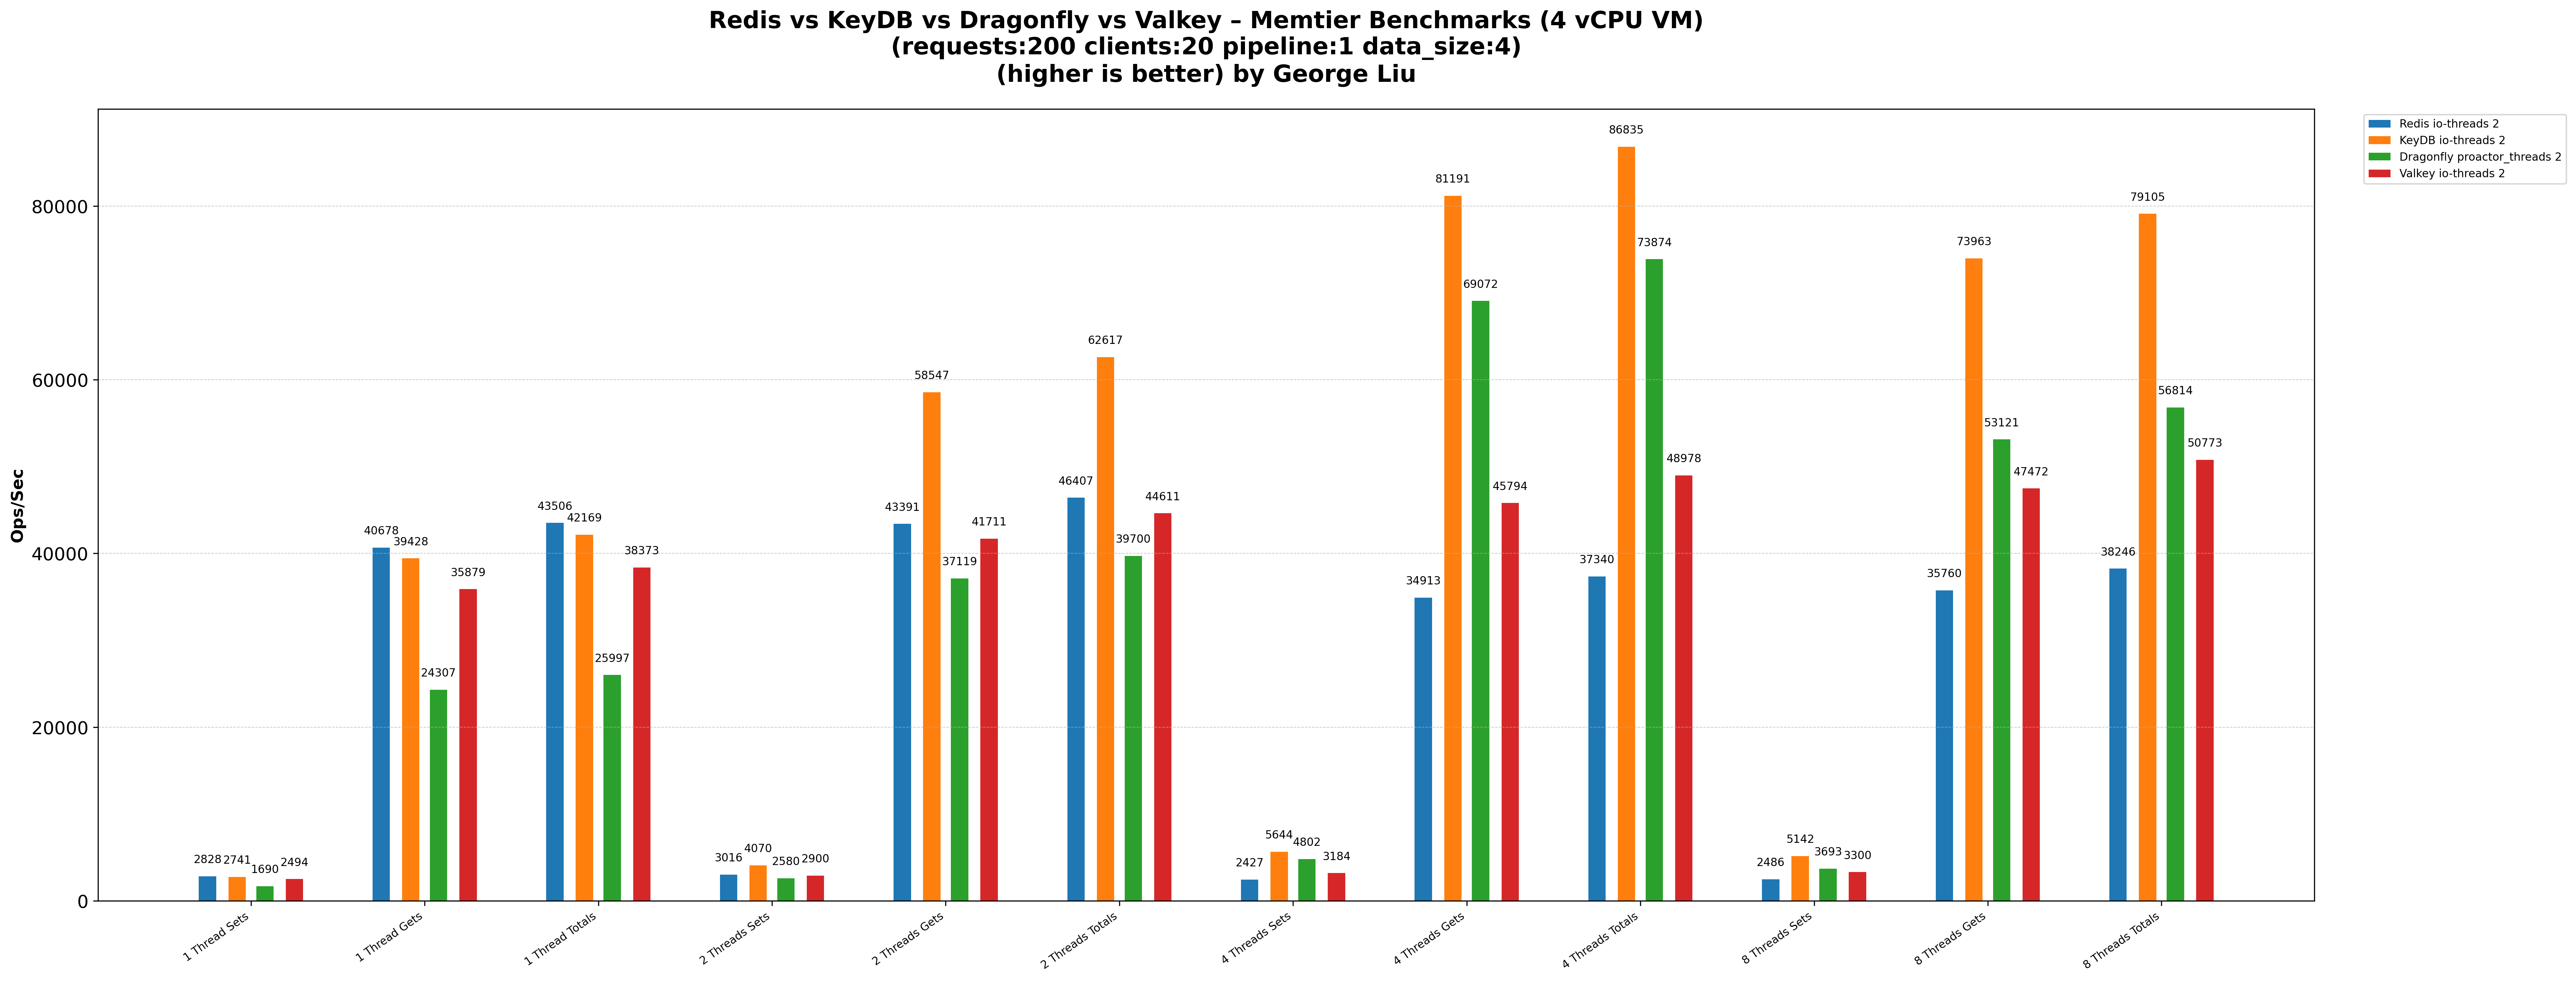 Redis vs KeyDB vs Dragonfly vs Valkey – Memtier Benchmarks (4 vCPU VM)
(requests:200 clients:20 pipeline:1 data_size:4)
(higher is better) by George Liu
Redis io-threads 2
KeyDB io-threads 2
Dragonfly proactor_threads 2
Valkey io-threads 2
Ops/Sec
80000
60000
40000
20000
0
2828 2741 1690 2494
40678 39428 24307 35879
43506 42169 25997 38373
3016 4070 2580 2900
43391 58547 37119 41711
46407 62617 39700 44611
2427 5644 4802 3184
34913 81191 69072 45794
37340 86835 73874 48978
2486 5142 3693 3300
35760 73963 53121 47472
38246 79105 56814 50773
1 Thread Sets
1 Thread Gets
1 Thread Totals
2 Threads Sets
2 Threads Gets
2 Threads Totals
4 Threads Sets
4 Threads Gets
4 Threads Totals
8 Threads Sets
8 Threads Gets
8 Threads Totals